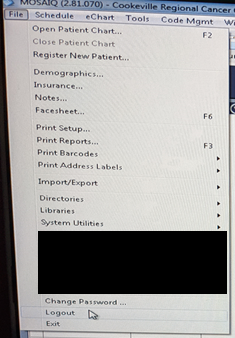 MOSAIQ (2.81.070) - Cookeville Regional Cancer
File Schedule eChart Tools Code Mgmt
Open Patient Chart... F2
Close Patient Chart
Register New Patient...
Demographics...
Insurance...
Notes...
Facesheet... F6
Print Setup...
Print Reports... F3
Print Barcodes
Print Address Labels
Import/Export
Directories
Libraries
System Utilities
Change Password ...
Logout
Exit